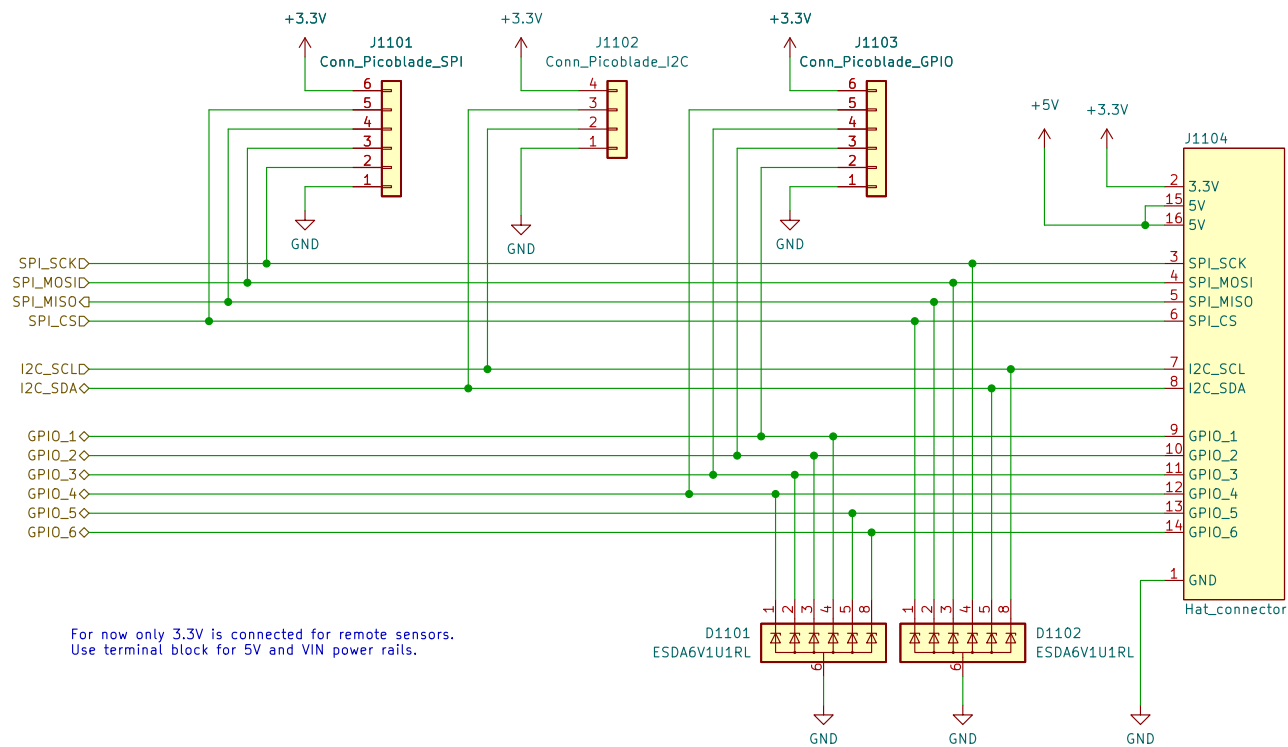 +3.3V
J1101
Conn_Picoblade_SPI
6
5
4
3
2
1
GND
+3.3V
J1102
Conn_Picoblade_I2C
4
3
2
1
GND
+3.3V
J1103
Conn_Picoblade_GPIO
6
5
4
3
2
1
GND
+5V
+3.3V
J1104
2 3.3V
15 5V
16 5V
3 SPI_SCK
4 SPI_MOSI
5 SPI_MISO
6 SPI_CS
7 I2C_SCL
8 I2C_SDA
9 GPIO_1
10 GPIO_2
11 GPIO_3
12 GPIO_4
13 GPIO_5
14 GPIO_6
1 GND
Hat_connector
SPI_SCK
SPI_MOSI
SPI_MISO
SPI_CS
I2C_SCL
I2C_SDA
GPIO_1
GPIO_2
GPIO_3
GPIO_4
GPIO_5
GPIO_6
For now only 3.3V is connected for remote sensors.
Use terminal block for 5V and VIN power rails.
1 2 3 4 5 8
D1101
ESDA6V1U1RL
6
GND
1 2 3 4 5 8
D1102
ESDA6V1U1RL
6
GND
GND